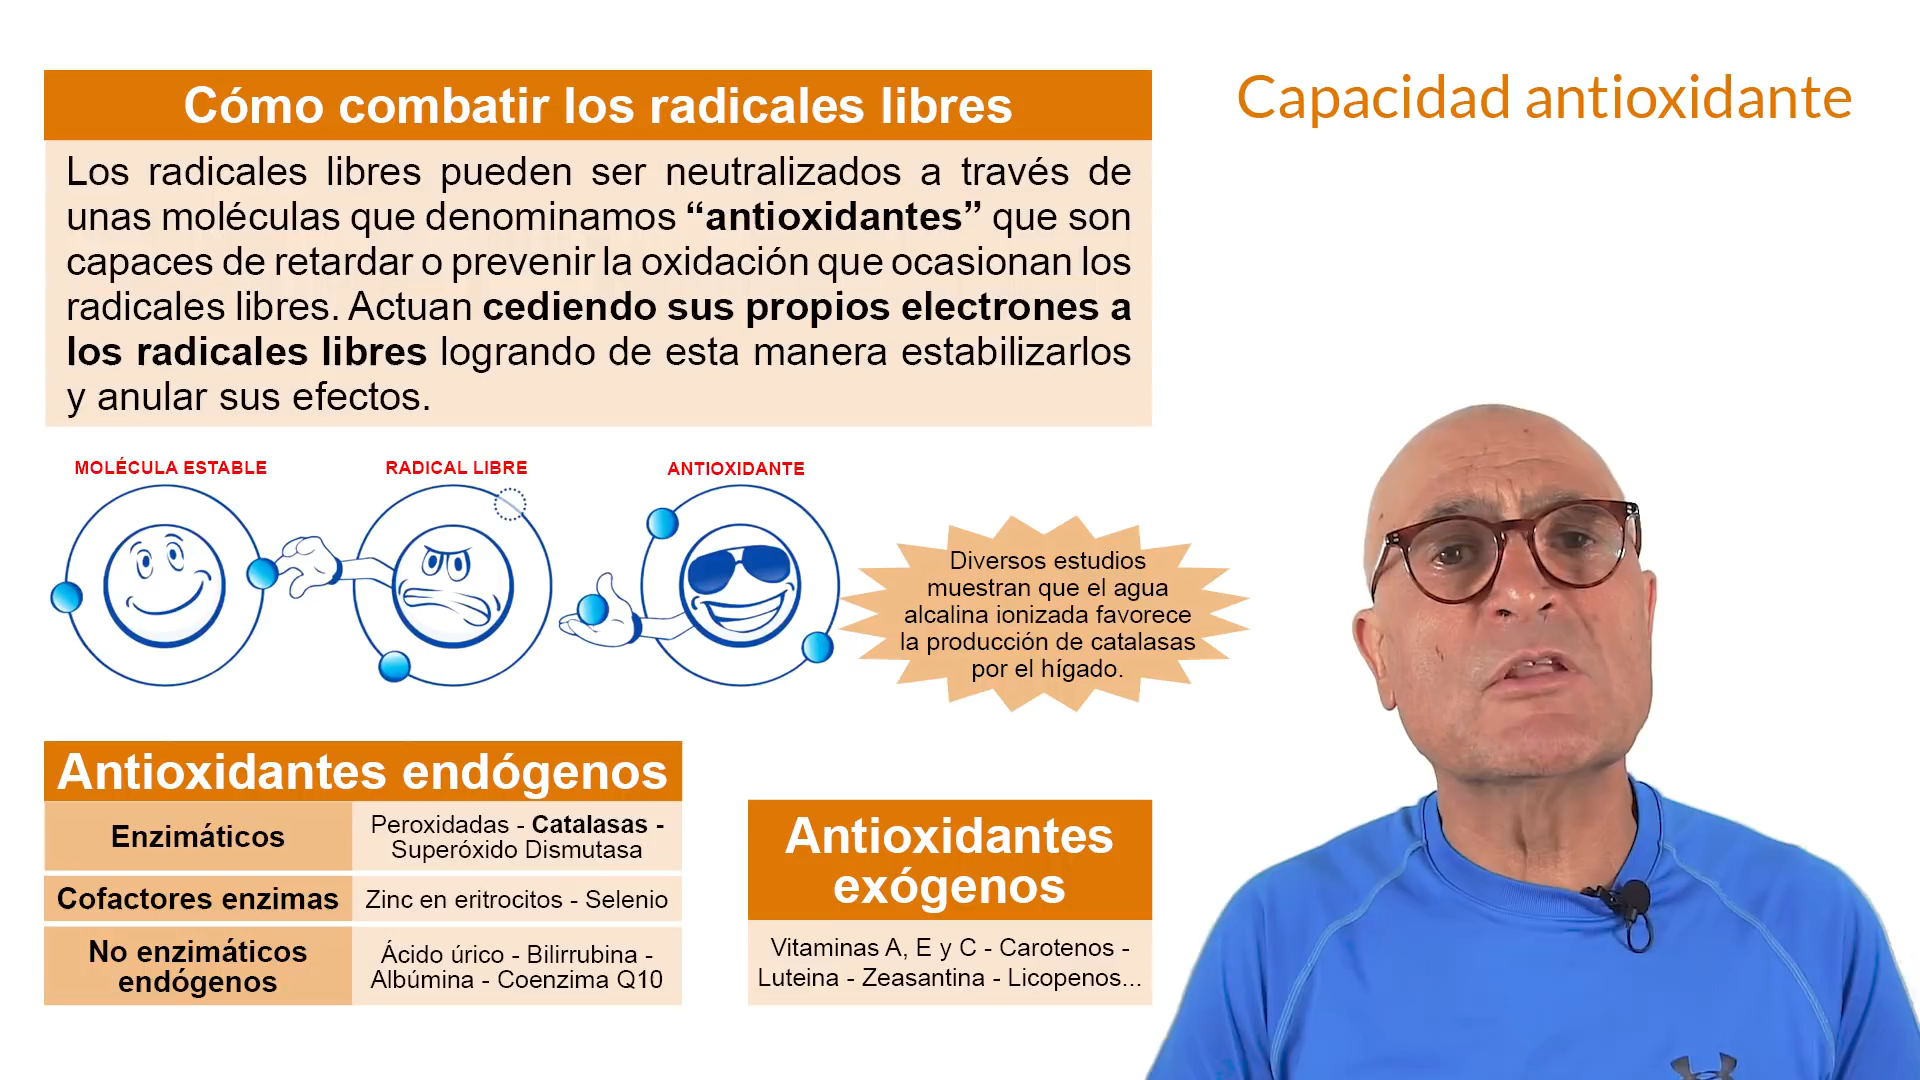 Cómo combatir los radicales libres
Capacidad antioxidante
Los radicales libres pueden ser neutralizados a través de
unas moléculas que denominamos “antioxidantes” que son
capaces de retardar o prevenir la oxidación que ocasionan los
radicales libres. Actuan cediendo sus propios electrones a
los radicales libres logrando de esta manera estabilizarlos
y anular sus efectos.
MOLÉCULA ESTABLE
RADICAL LIBRE
ANTIOXIDANTE
Diversos estudios
muestran que el agua
alcalina ionizada favorece
la producción de catalasas
por el hígado.
Antioxidantes endógenos
Enzimáticos
Peroxidadas - Catalasas -
Superóxido Dismutasa
Cofactores enzimas
Zinc en eritrocitos - Selenio
No enzimáticos
endógenos
Ácido úrico - Bilirrubina -
Albúmina - Coenzima Q10
Antioxidantes
exógenos
Vitaminas A, E y C - Carotenos -
Luteina - Zeasantina - Licopenos...